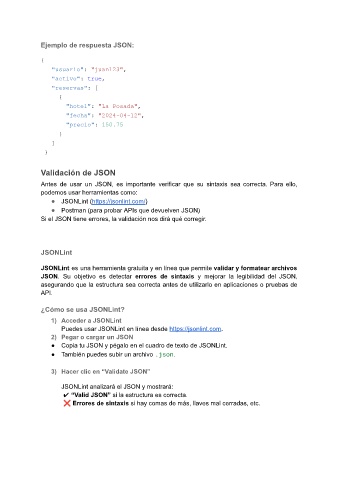 Ejemplo de respuesta JSON:
{
"usuario": "juan123",
"activo": true,
"reservas": [
{
"hotel": "La Posada",
"fecha": "2024-04-12",
"precio": 150.75
}
]
}
Validación de JSON
Antes de usar un JSON, es importante verificar que su sintaxis sea correcta. Para ello,
podemos usar herramientas como:
● JSONLint (https://jsonlint.com/)
● Postman (para probar APIs que devuelven JSON)
Si el JSON tiene errores, la validación nos dirá qué corregir.
JSONLint
JSONLint es una herramienta gratuita y en línea que permite validar y formatear archivos
JSON. Su objetivo es detectar errores de sintaxis y mejorar la legibilidad del JSON,
asegurando que la estructura sea correcta antes de utilizarlo en aplicaciones o pruebas de
API.
¿Cómo se usa JSONLint?
1) Acceder a JSONLint
Puedes usar JSONLint en línea desde https://jsonlint.com.
2) Pegar o cargar un JSON
● Copia tu JSON y pégalo en el cuadro de texto de JSONLint.
● También puedes subir un archivo .json.
3) Hacer clic en "Validate JSON"
JSONLint analizará el JSON y mostrará:
✔ "Valid JSON" si la estructura es correcta.
❌ Errores de sintaxis si hay comas de más, llaves mal cerradas, etc.